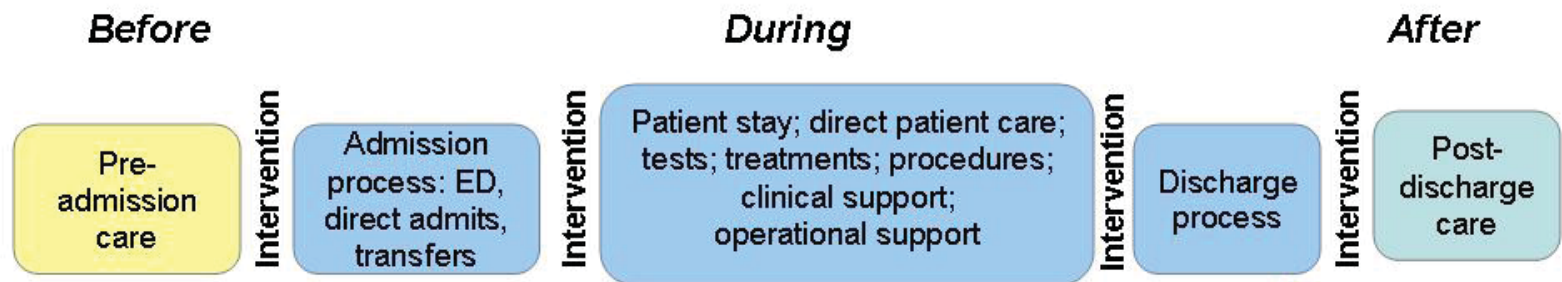 Before
During
After
Pre-
admission
care
Intervention
Admission
process: ED,
direct admits,
transfers
Intervention
Patient stay; direct patient care;
tests; treatments; procedures;
clinical support;
operational support
Intervention
Discharge
process
Intervention
Post-
discharge
care